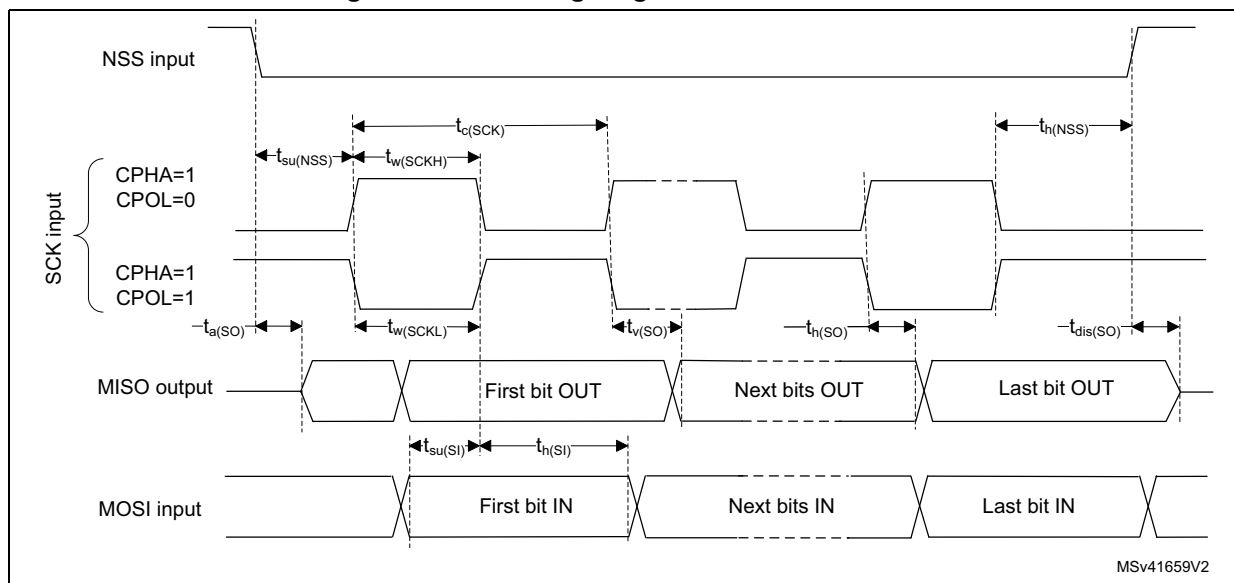 NSS input
tc(SCK)
th(NSS)
tsu(NSS)
tw(SCKH)
SCK input
CPHA=1
CPOL=0
CPHA=1
CPOL=1
ta(SO)
tw(SCKL)
tv(SO)
th(SO)
tdis(SO)
MISO output
First bit OUT
Next bits OUT
Last bit OUT
tsu(SI)
th(SI)
MOSI input
First bit IN
Next bits IN
Last bit IN
MSv41659V2